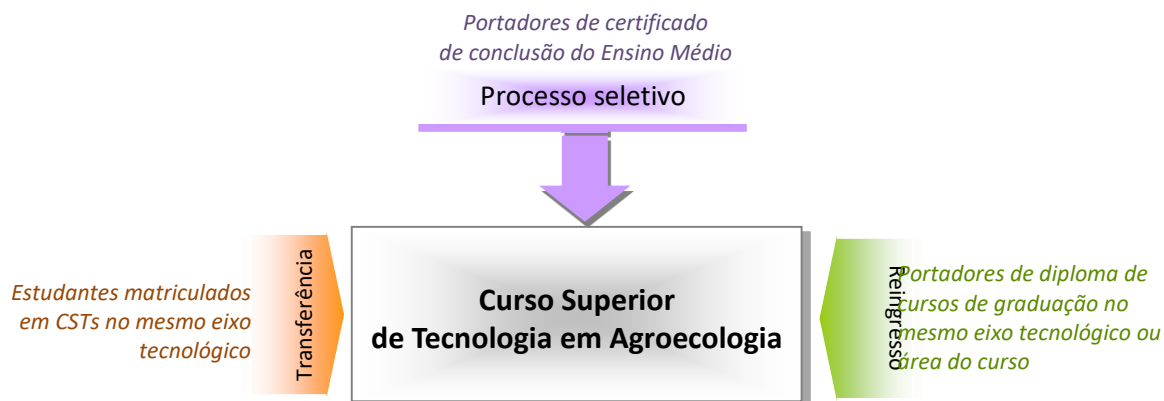 Portadores de certificado
de conclusão do Ensino Médio
Processo seletivo
Transferência
Estudantes matriculados
em CSTs no mesmo eixo
tecnológico
Curso Superior
de Tecnologia em Agroecologia
Reingresso
Portadores de diploma de
cursos de graduação no
mesmo eixo tecnológico ou
área do curso